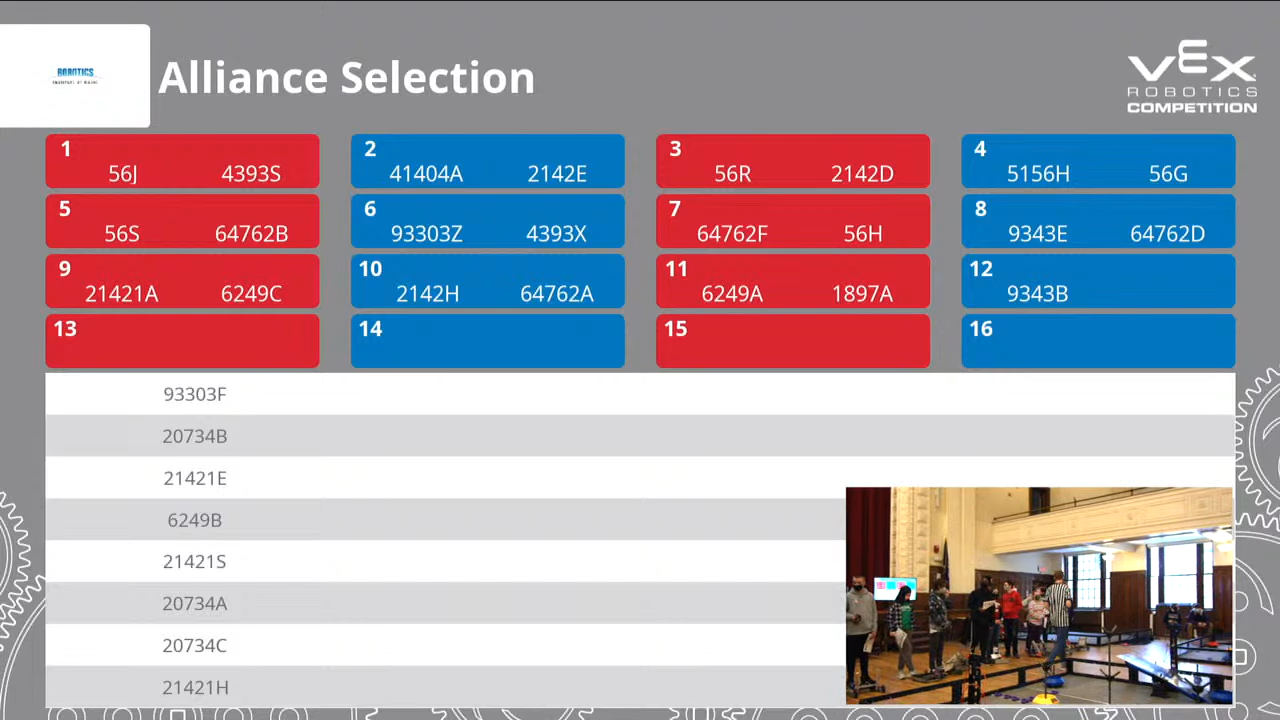 ROBOTICS
Alliance Selection
VEX
ROBOTICS
COMPETITION
1
56J 4393S
2
41404A 2142E
3
56R 2142D
4
5156H 56G
5
56S 64762B
6
93303Z 4393X
7
64762F 56H
8
9343E 64762D
9
21421A 6249C
10
2142H 64762A
11
6249A 1897A
12
9343B
13
14
15
16
93303F
20734B
21421E
6249B
21421S
20734A
20734C
21421H